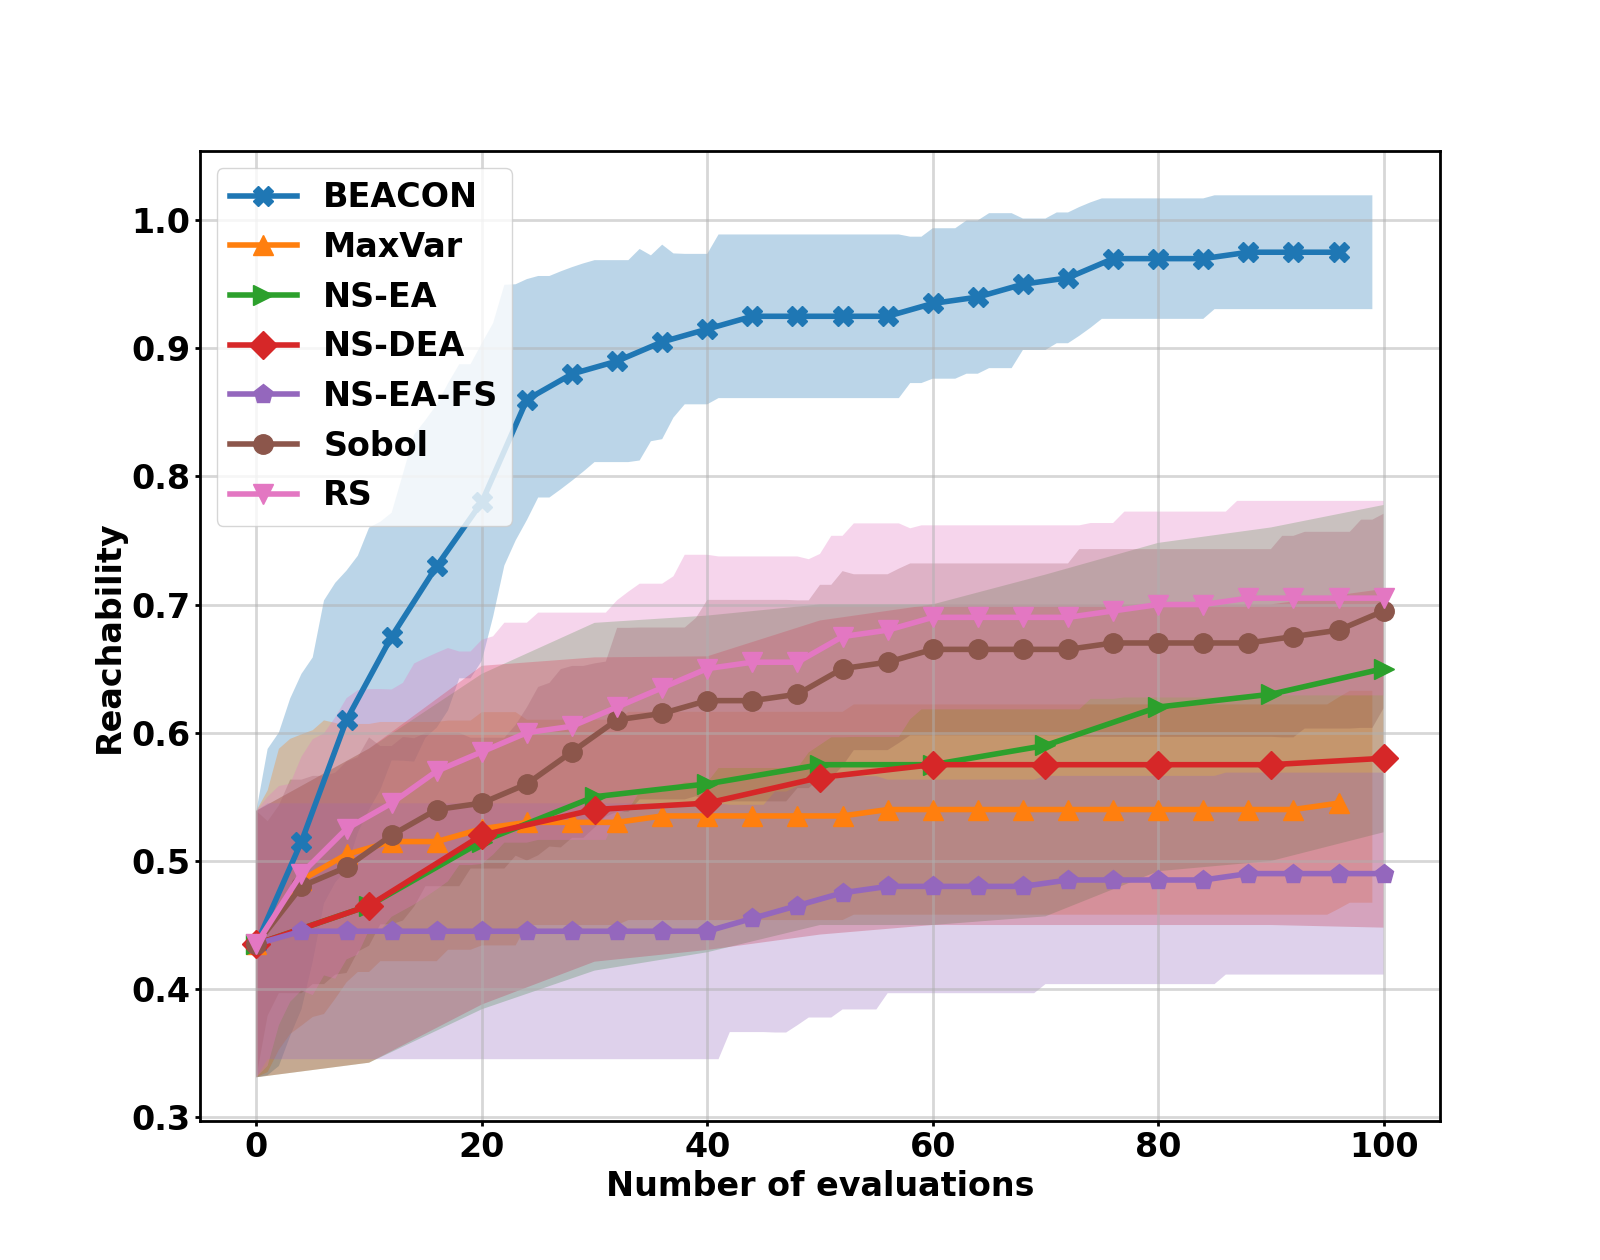 BEACON
MaxVar
NS-EA
NS-DEA
NS-EA-FS
Sobol
RS
1.0
0.9
0.8
0.7
0.6
0.5
0.4
0.3
Reachability
0 20 40 60 80 100
Number of evaluations